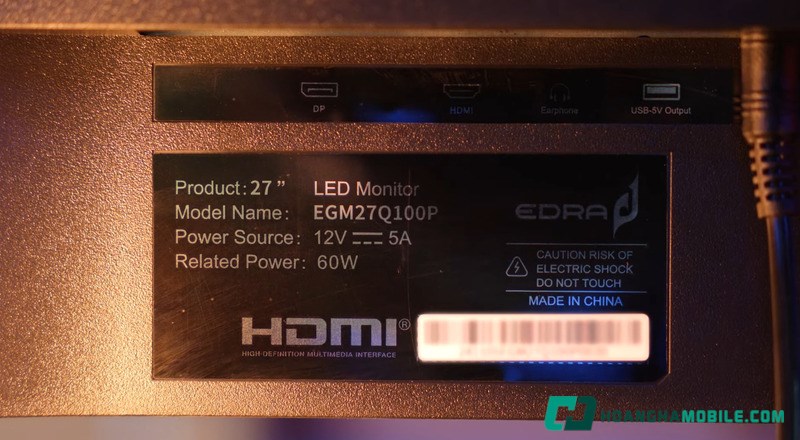 DP
HDMI
Earphone
USB-5V Output
Product: 27" LED Monitor
Model Name: EGM27Q100P
Power Source: 12V 5A
Related Power: 60W
EDRA
CAUTION RISK OF
ELECTRIC SHOCK
DO NOT TOUCH
MADE IN CHINA
HDMI®
HIGH-DEFINITION MULTIMEDIA INTERFACE
HOANGHAMOBILE.COM